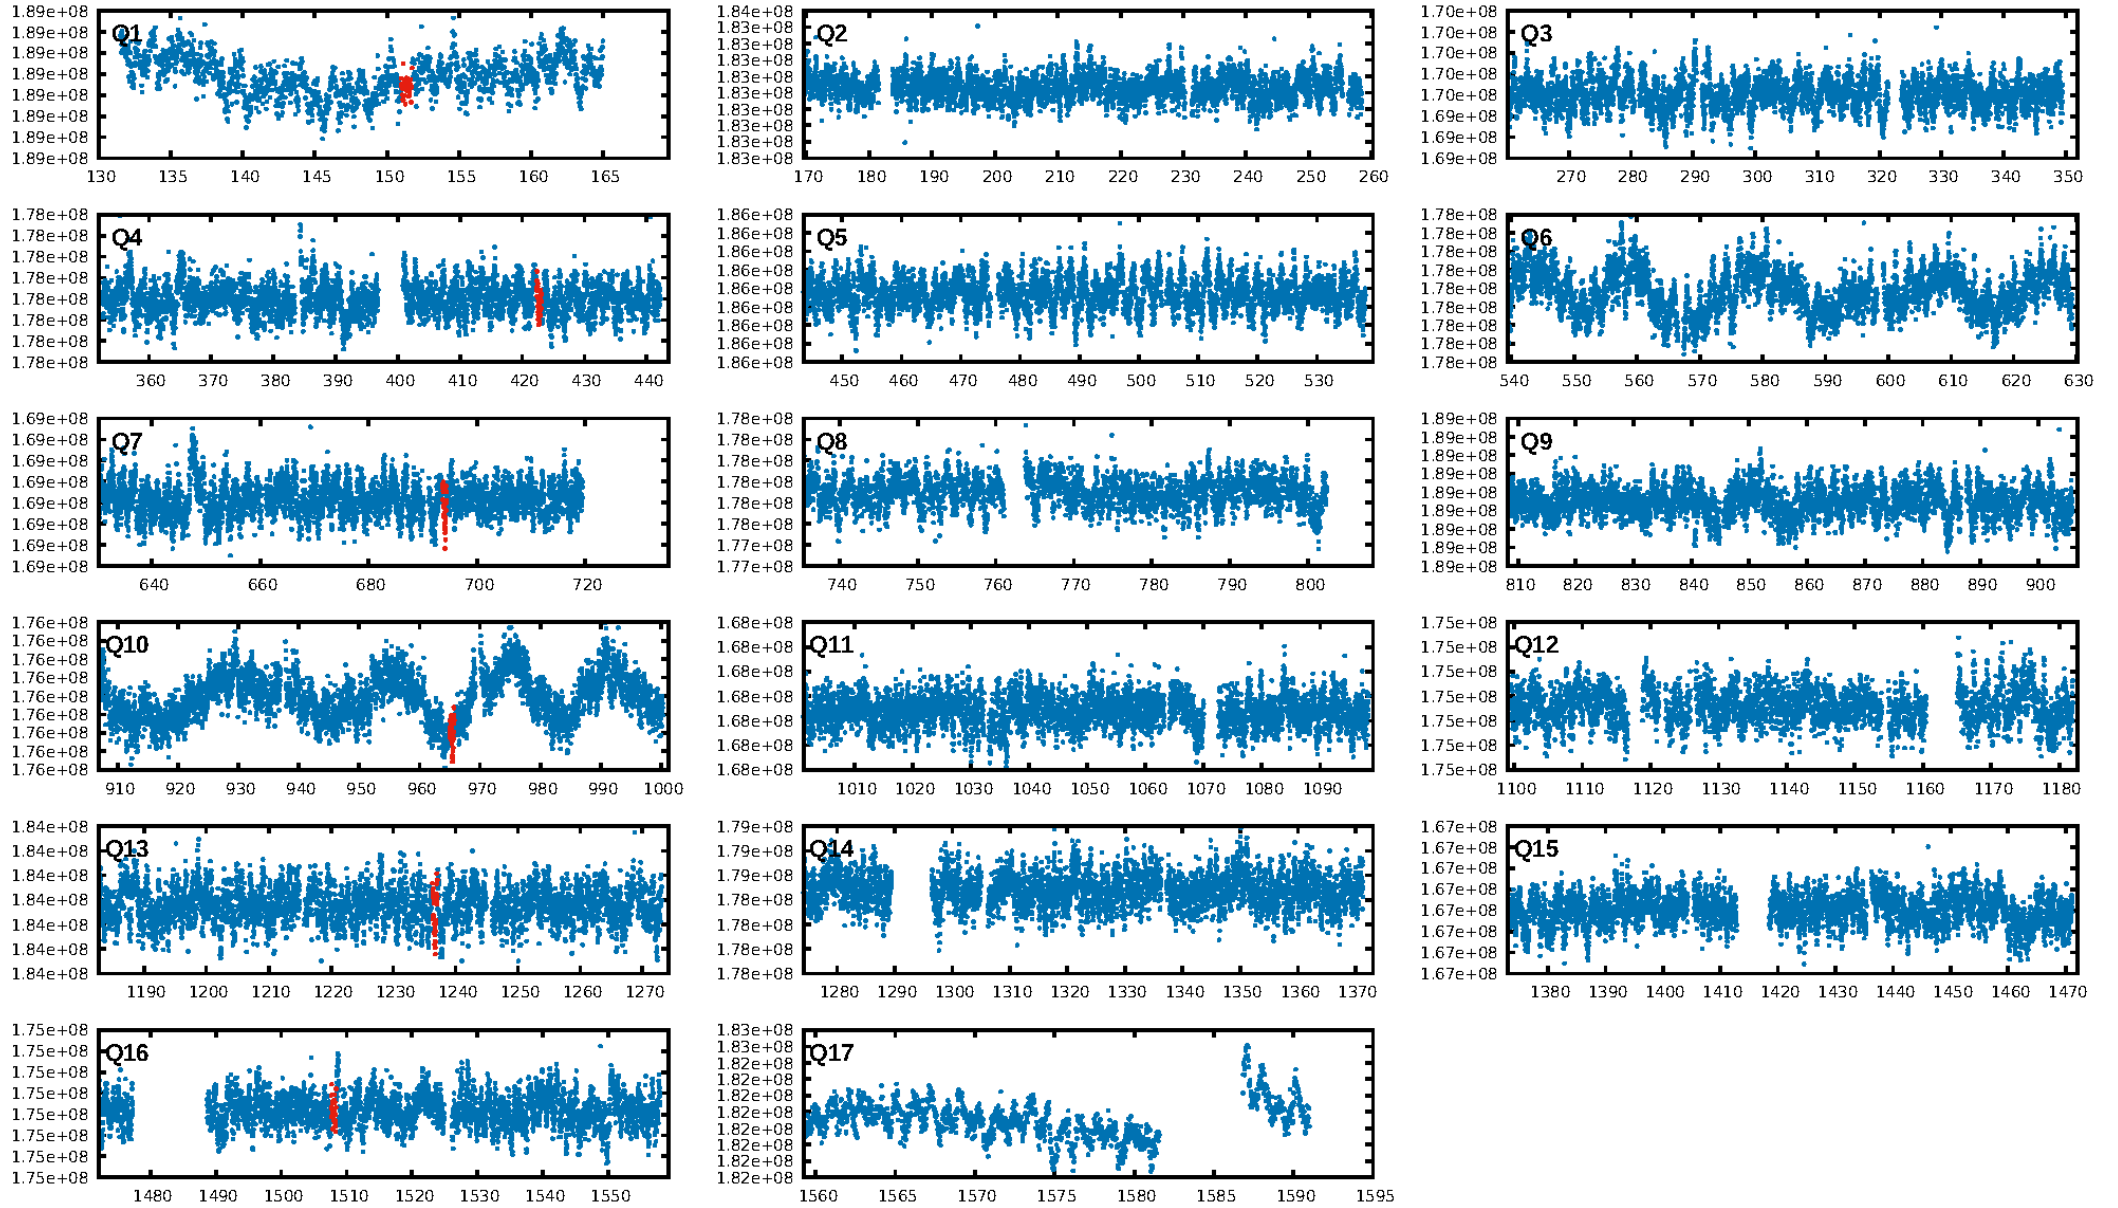 1.89e+08
1.89e+08
1.89e+08
1.89e+08
1.89e+08
1.89e+08
1.89e+08
1.89e+08
Q1
130 135 140 145 150 155 160 165
1.84e+08
1.83e+08
1.83e+08
1.83e+08
1.83e+08
1.83e+08
1.83e+08
1.83e+08
1.83e+08
1.83e+08
Q2
170 180 190 200 210 220 230 240 250 260
1.70e+08
1.70e+08
1.70e+08
1.70e+08
1.70e+08
1.69e+08
1.69e+08
1.69e+08
Q3
270 280 290 300 310 320 330 340 350
1.78e+08
1.78e+08
1.78e+08
1.78e+08
1.78e+08
1.78e+08
1.78e+08
1.78e+08
Q4
360 370 380 390 400 410 420 430 440
1.86e+08
1.86e+08
1.86e+08
1.86e+08
1.86e+08
1.86e+08
1.86e+08
1.86e+08
1.86e+08
Q5
450 460 470 480 490 500 510 520 530
1.78e+08
1.78e+08
1.78e+08
1.78e+08
1.78e+08
1.78e+08
1.78e+08
1.78e+08
1.78e+08
Q6
540 550 560 570 580 590 600 610 620 630
1.69e+08
1.69e+08
1.69e+08
1.69e+08
1.69e+08
1.69e+08
1.69e+08
1.69e+08
Q7
640 660 680 700 720
1.78e+08
1.78e+08
1.78e+08
1.78e+08
1.78e+08
1.78e+08
1.77e+08
1.77e+08
Q8
740 750 760 770 780 790 800
1.89e+08
1.89e+08
1.89e+08
1.89e+08
1.89e+08
1.89e+08
1.89e+08
1.89e+08
1.89e+08
Q9
810 820 830 840 850 860 870 880 890 900
1.76e+08
1.76e+08
1.76e+08
1.76e+08
1.76e+08
1.76e+08
1.76e+08
1.76e+08
1.76e+08
Q10
910 920 930 940 950 960 970 980 990 1000
1.68e+08
1.68e+08
1.68e+08
1.68e+08
1.68e+08
1.68e+08
1.68e+08
Q11
1010 1020 1030 1040 1050 1060 1070 1080 1090
1.75e+08
1.75e+08
1.75e+08
1.75e+08
1.75e+08
1.75e+08
1.75e+08
Q12
1100 1110 1120 1130 1140 1150 1160 1170 1180
1.84e+08
1.84e+08
1.84e+08
1.84e+08
1.84e+08
1.84e+08
1.84e+08
Q13
1190 1200 1210 1220 1230 1240 1250 1260 1270
1.79e+08
1.79e+08
1.79e+08
1.78e+08
1.78e+08
1.78e+08
1.78e+08
Q14
1280 1290 1300 1310 1320 1330 1340 1350 1360 1370
1.67e+08
1.67e+08
1.67e+08
1.67e+08
1.67e+08
1.67e+08
1.67e+08
1.67e+08
Q15
1380 1390 1400 1410 1420 1430 1440 1450 1460 1470
1.75e+08
1.75e+08
1.75e+08
1.75e+08
1.75e+08
1.75e+08
1.75e+08
1.75e+08
Q16
1480 1490 1500 1510 1520 1530 1540 1550
1.83e+08
1.83e+08
1.82e+08
1.82e+08
1.82e+08
1.82e+08
1.82e+08
1.82e+08
1.82e+08
1.82e+08
Q17
1560 1565 1570 1575 1580 1585 1590 1595